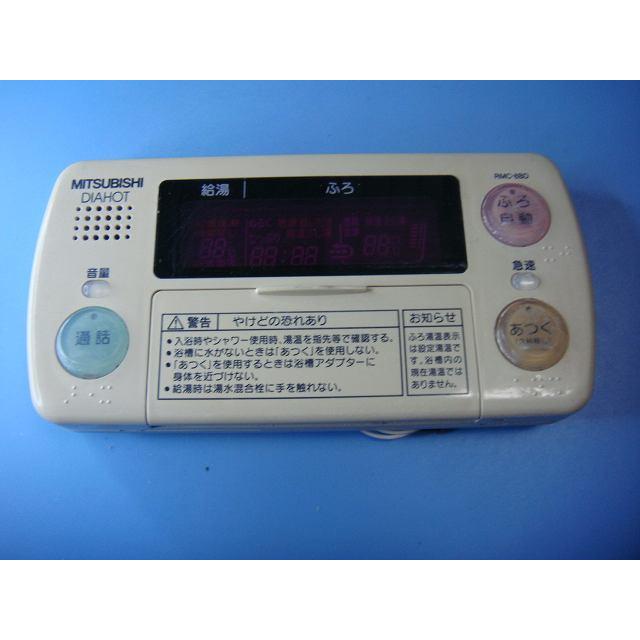 MITSUBISHI
DIAHOT
給湯
ふろ
RMC-68D
ふろ
自動
音量
急速
通話
あつく
⚠警告 やけどの恐れあり
•入浴時やシャワー使用時、湯温を指先等で確認する。
•浴槽に水がないときは「あつく」を使用しない。
•「あつく」を使用するときは浴槽アダプターに
身体を近づけない。
•給湯時は湯水混合栓に手を触れない。
お知らせ
ふろ湯温表示
は設定湯温で
す。浴槽内の
現在湯温では
ありません。